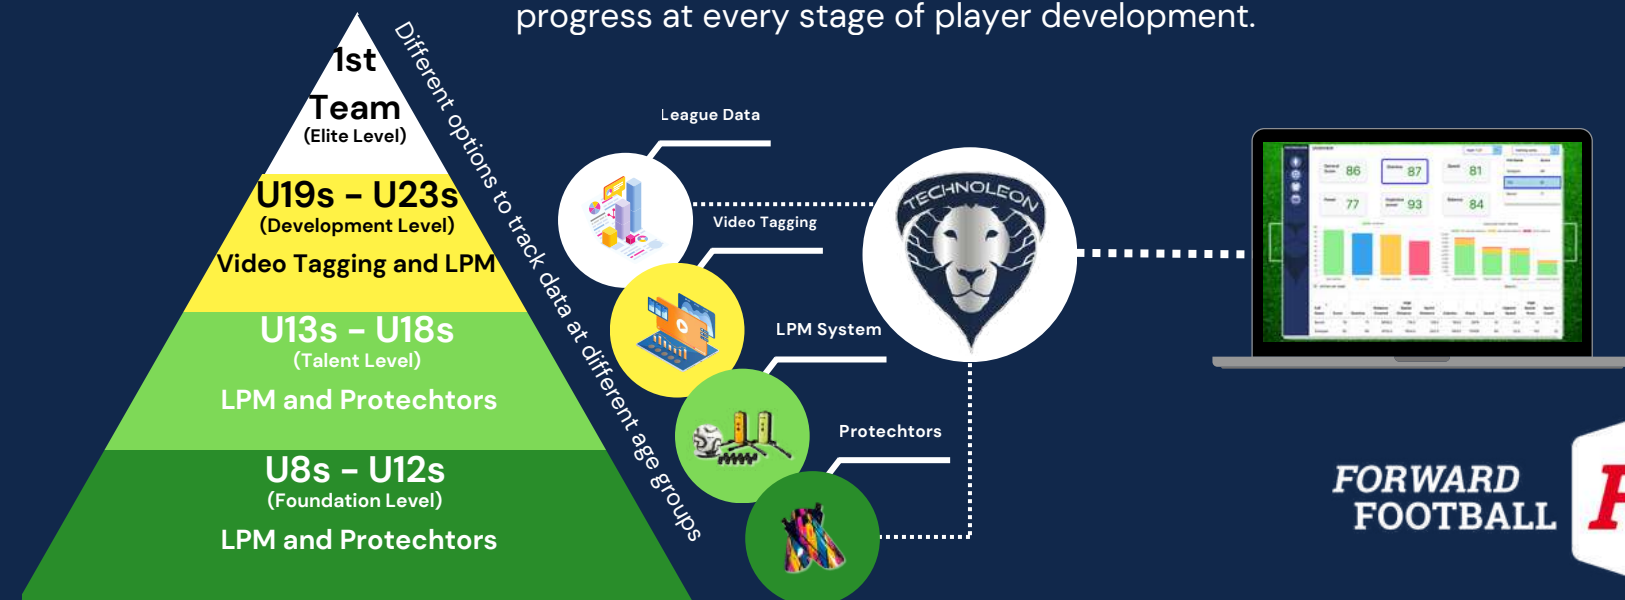 progress at every stage of player development.
1st
Team
(Elite Level)
U19s – U23s
(Development Level)
Video Tagging and LPM
U13s – U18s
(Talent Level)
LPM and Protechtors
U8s – U12s
(Foundation Level)
LPM and Protechtors
Different options to track data at different age groups
League Data
Video Tagging
LPM System
Protechtors
TECHNOLEON
86
87
81
77
93
84
FORWARD
FOOTBALL